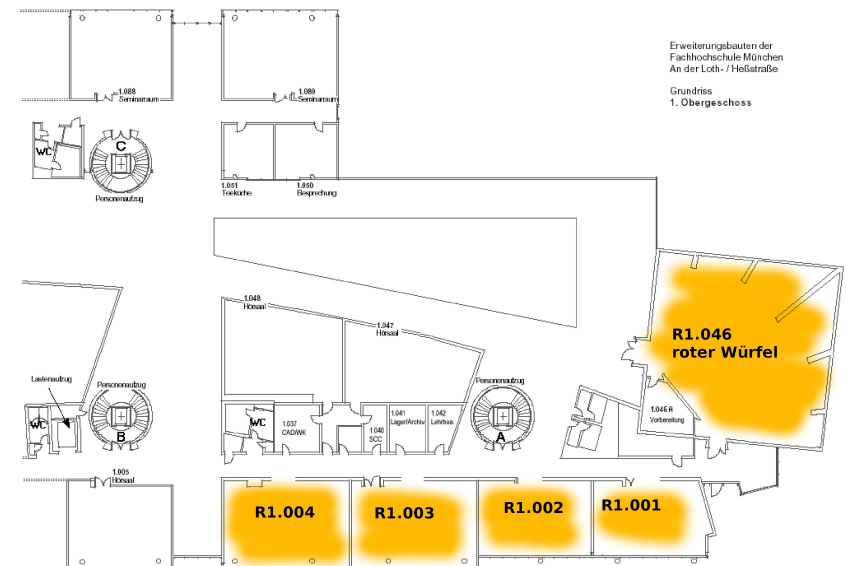 Erweiterungsbauten der
Fachhochschule München
An der Loth- / Heßstraße
Grundriss
1. Obergeschoss
1.088
Seminarraum
1.089
Seminarraum
WC
C
Personenaufzug
1.051
Teeküche
1.050
Besprechung
1.048
Hörsaal
1.047
Hörsaal
R1.046
roter Würfel
Lastenaufzug
Personenaufzug
Personenaufzug
WC
B
WC
1.037
CAD/WK
1.040
SCC
1.041
Lager/Archiv
1.042
Lehrbea.
A
1.046 A
Vorbereitung
1.005
Hörsaal
R1.004
R1.003
R1.002
R1.001